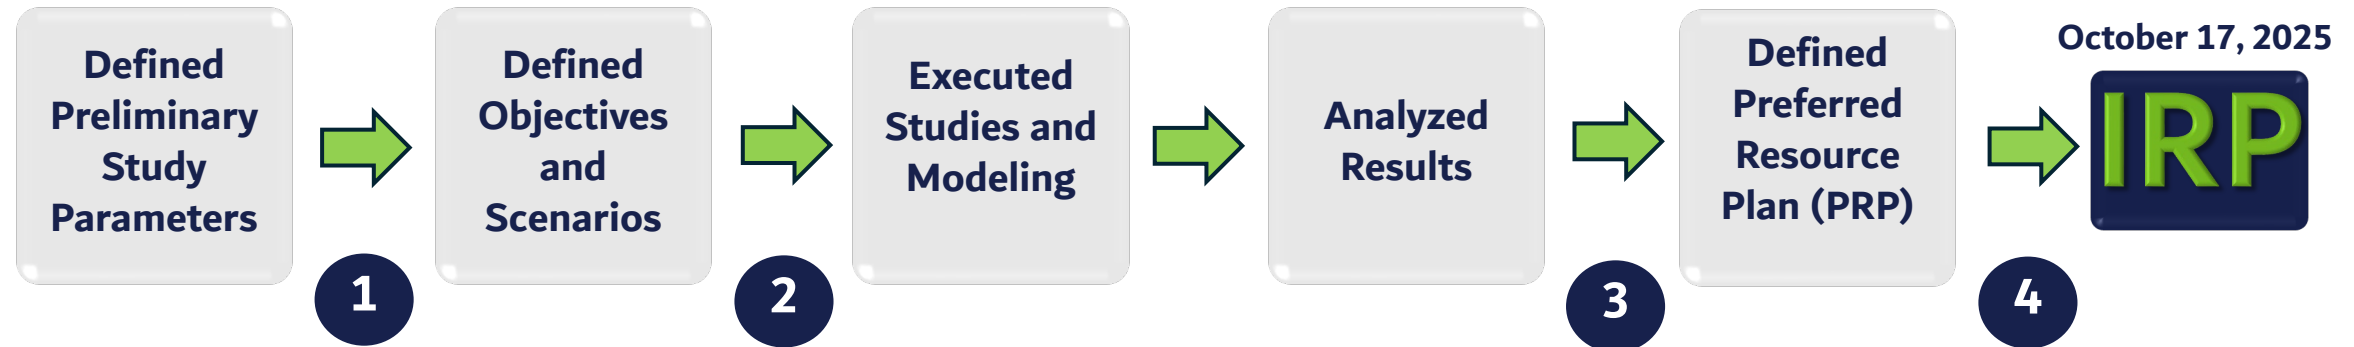 Defined
Preliminary
Study
Parameters
1
Defined
Objectives
and
Scenarios
2
Executed
Studies and
Modeling
Analyzed
Results
3
Defined
Preferred
Resource
Plan (PRP)
4
October 17, 2025
IRP